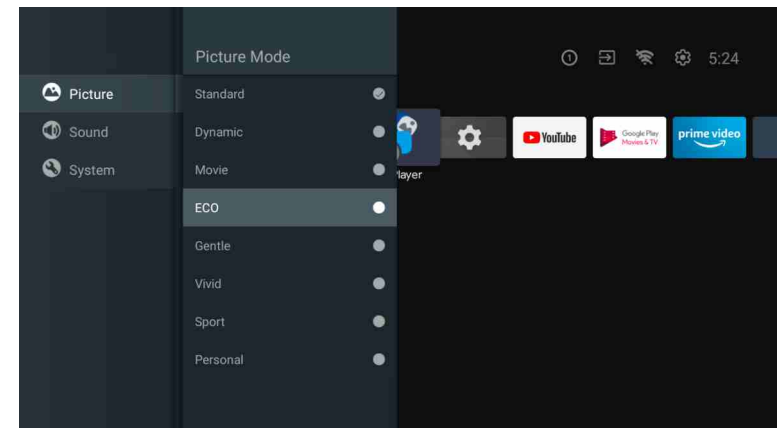 Picture Mode
1
5:24
Picture
Sound
System
Standard
Dynamic
Movie
ECO
Gentle
Vivid
Sport
Personal
layer
YouTube
Google Play
Movies & TV
prime video